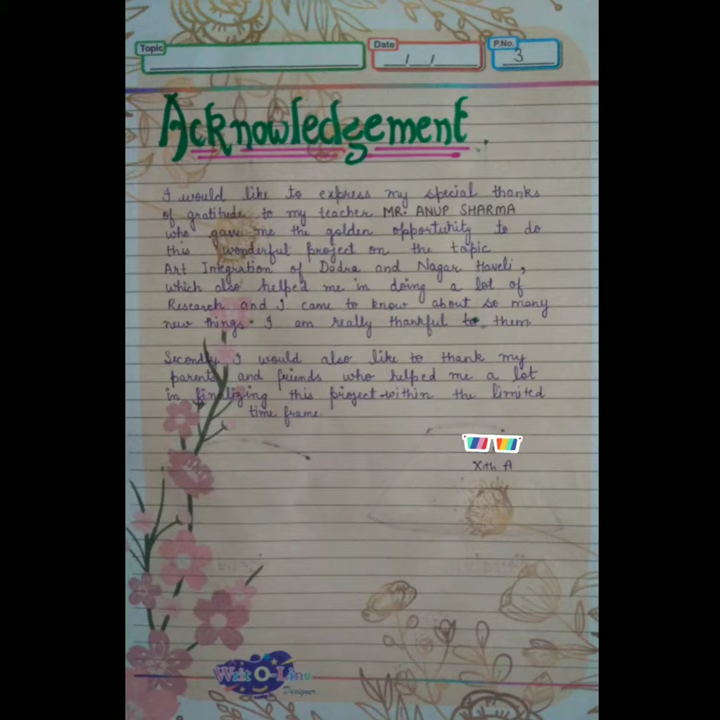 Topic
Date / /
P.No. 3
Acknowledgement.
I would like to express my special thanks
of gratitude to my teacher MR. ANUP SHARMA
who gave me the golden opportunity to do
this wonderful project on the topic
Art Integration of Dadra and Nagar Haveli,
which also helped me in doing a lot of
Research and I came to know about so many
new things. I am really thankful to them
Secondly I would also like to thank my
parents and friends who helped me a lot
in finalizing this project within the limited
time frame.
XIth A
Writ-O-Line
Designer